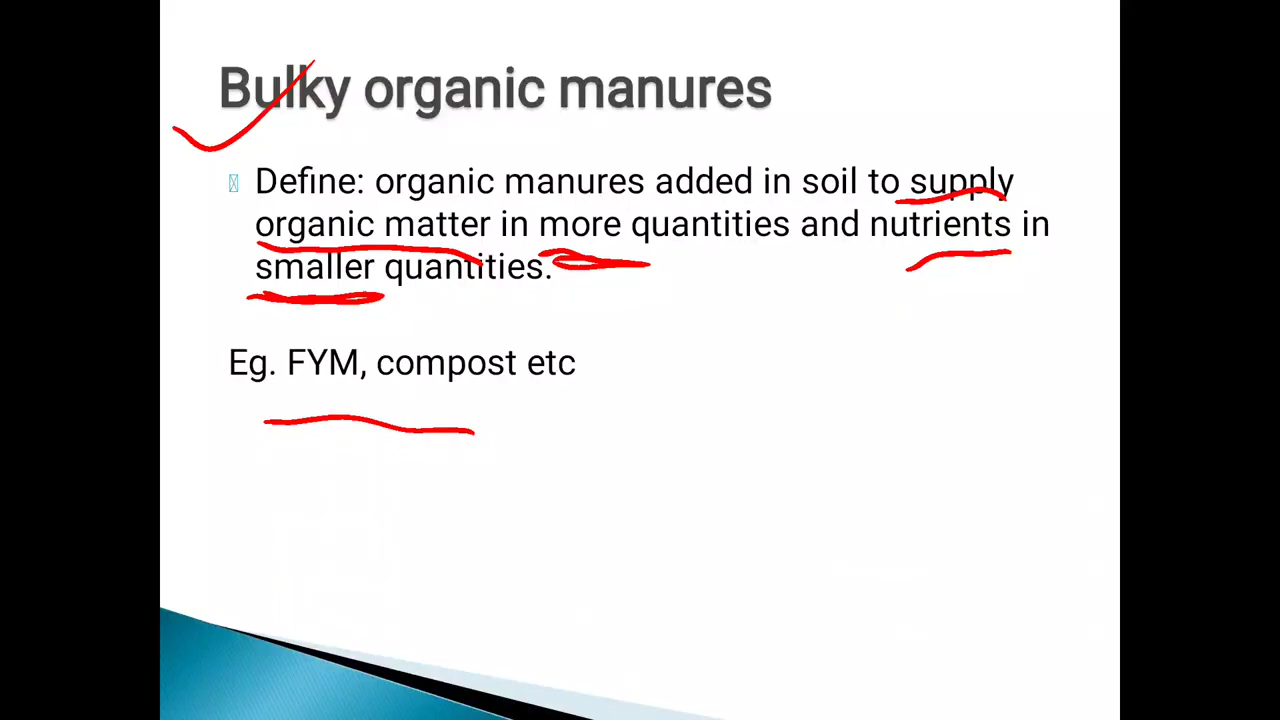 Bulky organic manures
Define: organic manures added in soil to supply
organic matter in more quantities and nutrients in
smaller quantities.
Eg. FYM, compost etc